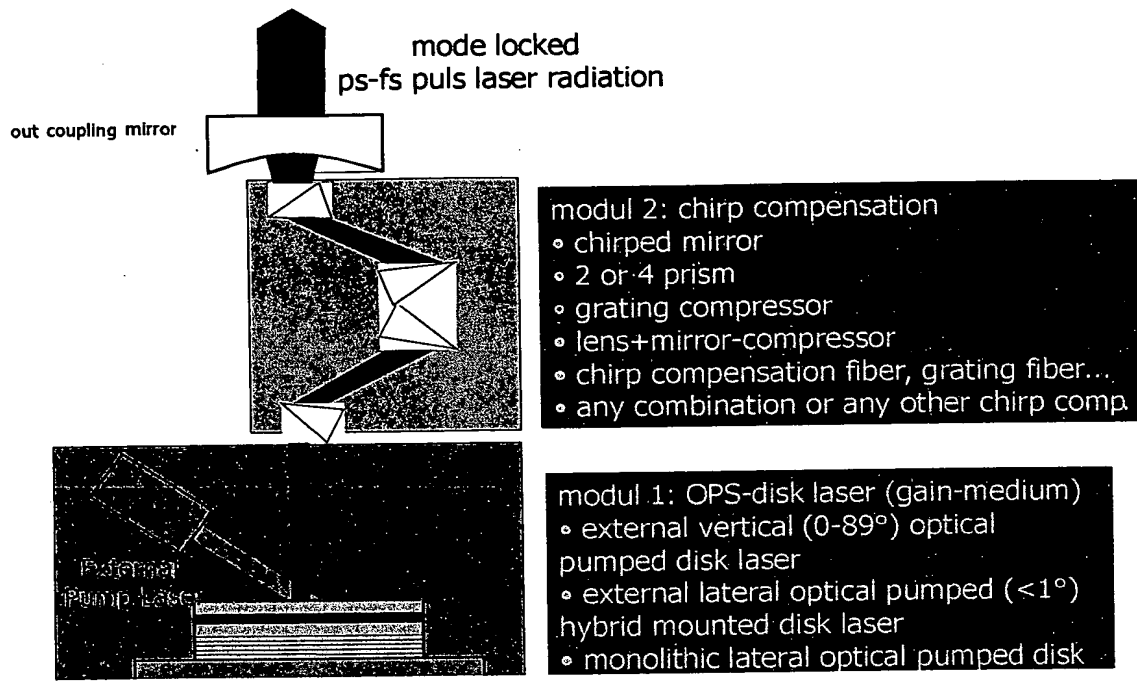 mode locked
ps-fs puls laser radiation
out coupling mirror
modul 2: chirp compensation
• chirped mirror
• 2 or 4 prism
• grating compressor
• lens+mirror-compressor
• chirp compensation fiber, grating fiber...
• any combination or any other chirp comp.
External
Pump Laser
modul 1: OPS-disk laser (gain-medium)
• external vertical (0-89°) optical
pumped disk laser
• external lateral optical pumped (<1°)
hybrid mounted disk laser
• monolithic lateral optical pumped disk